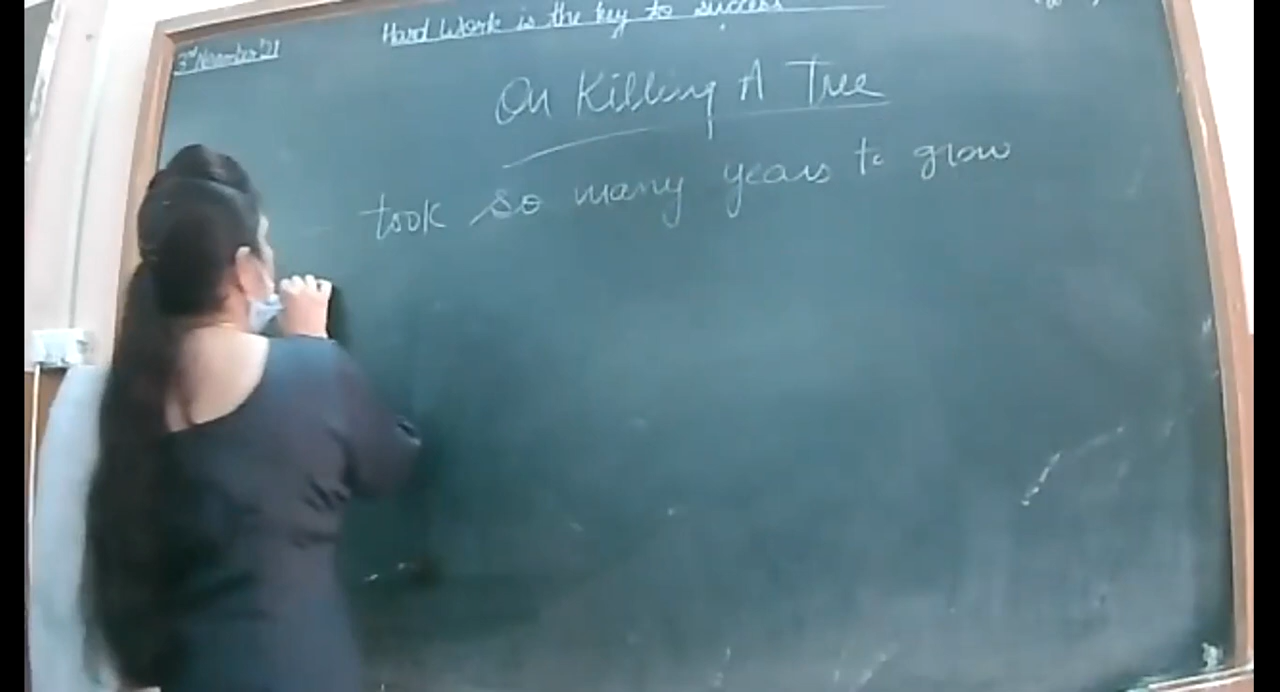 Hard Work is the key to success
3rd November '21
On Killing A Tree
took so many years to grow